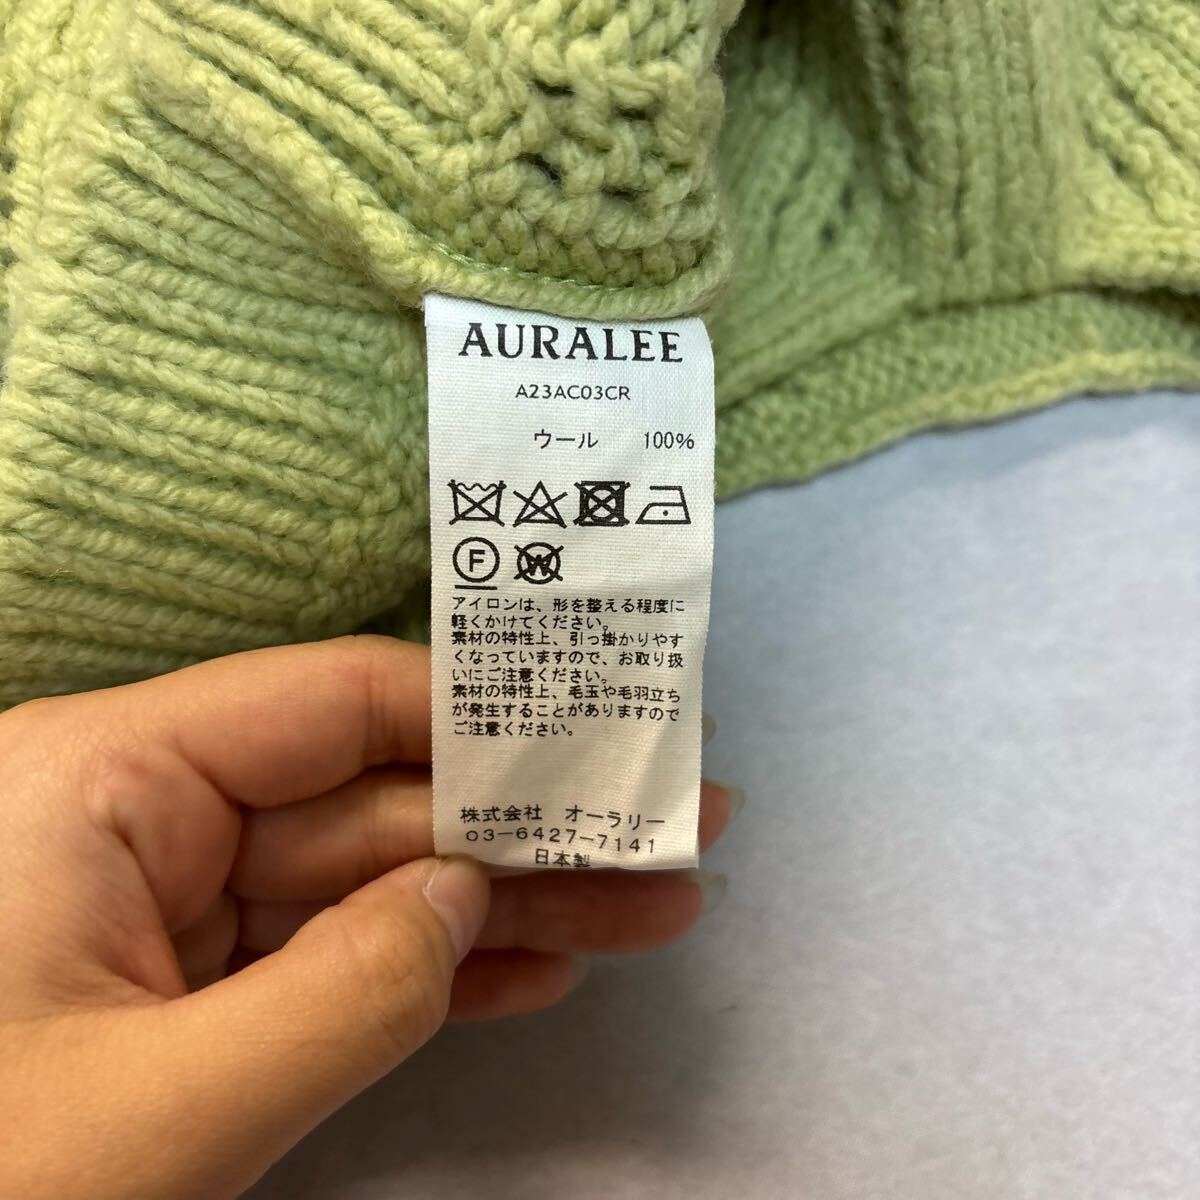 AURALEE
A23AC03CR
ウール 100%
F
W
アイロンは、形を整える程度に
軽くかけてください。
素材の特性上、引っ掛かりやす
くなっていますので、お取り扱
いにご注意ください。
素材の特性上、毛玉や毛羽立ち
が発生することがありますので
ご注意ください。
株式会社 オーラリー
03-6427-7141
日本製